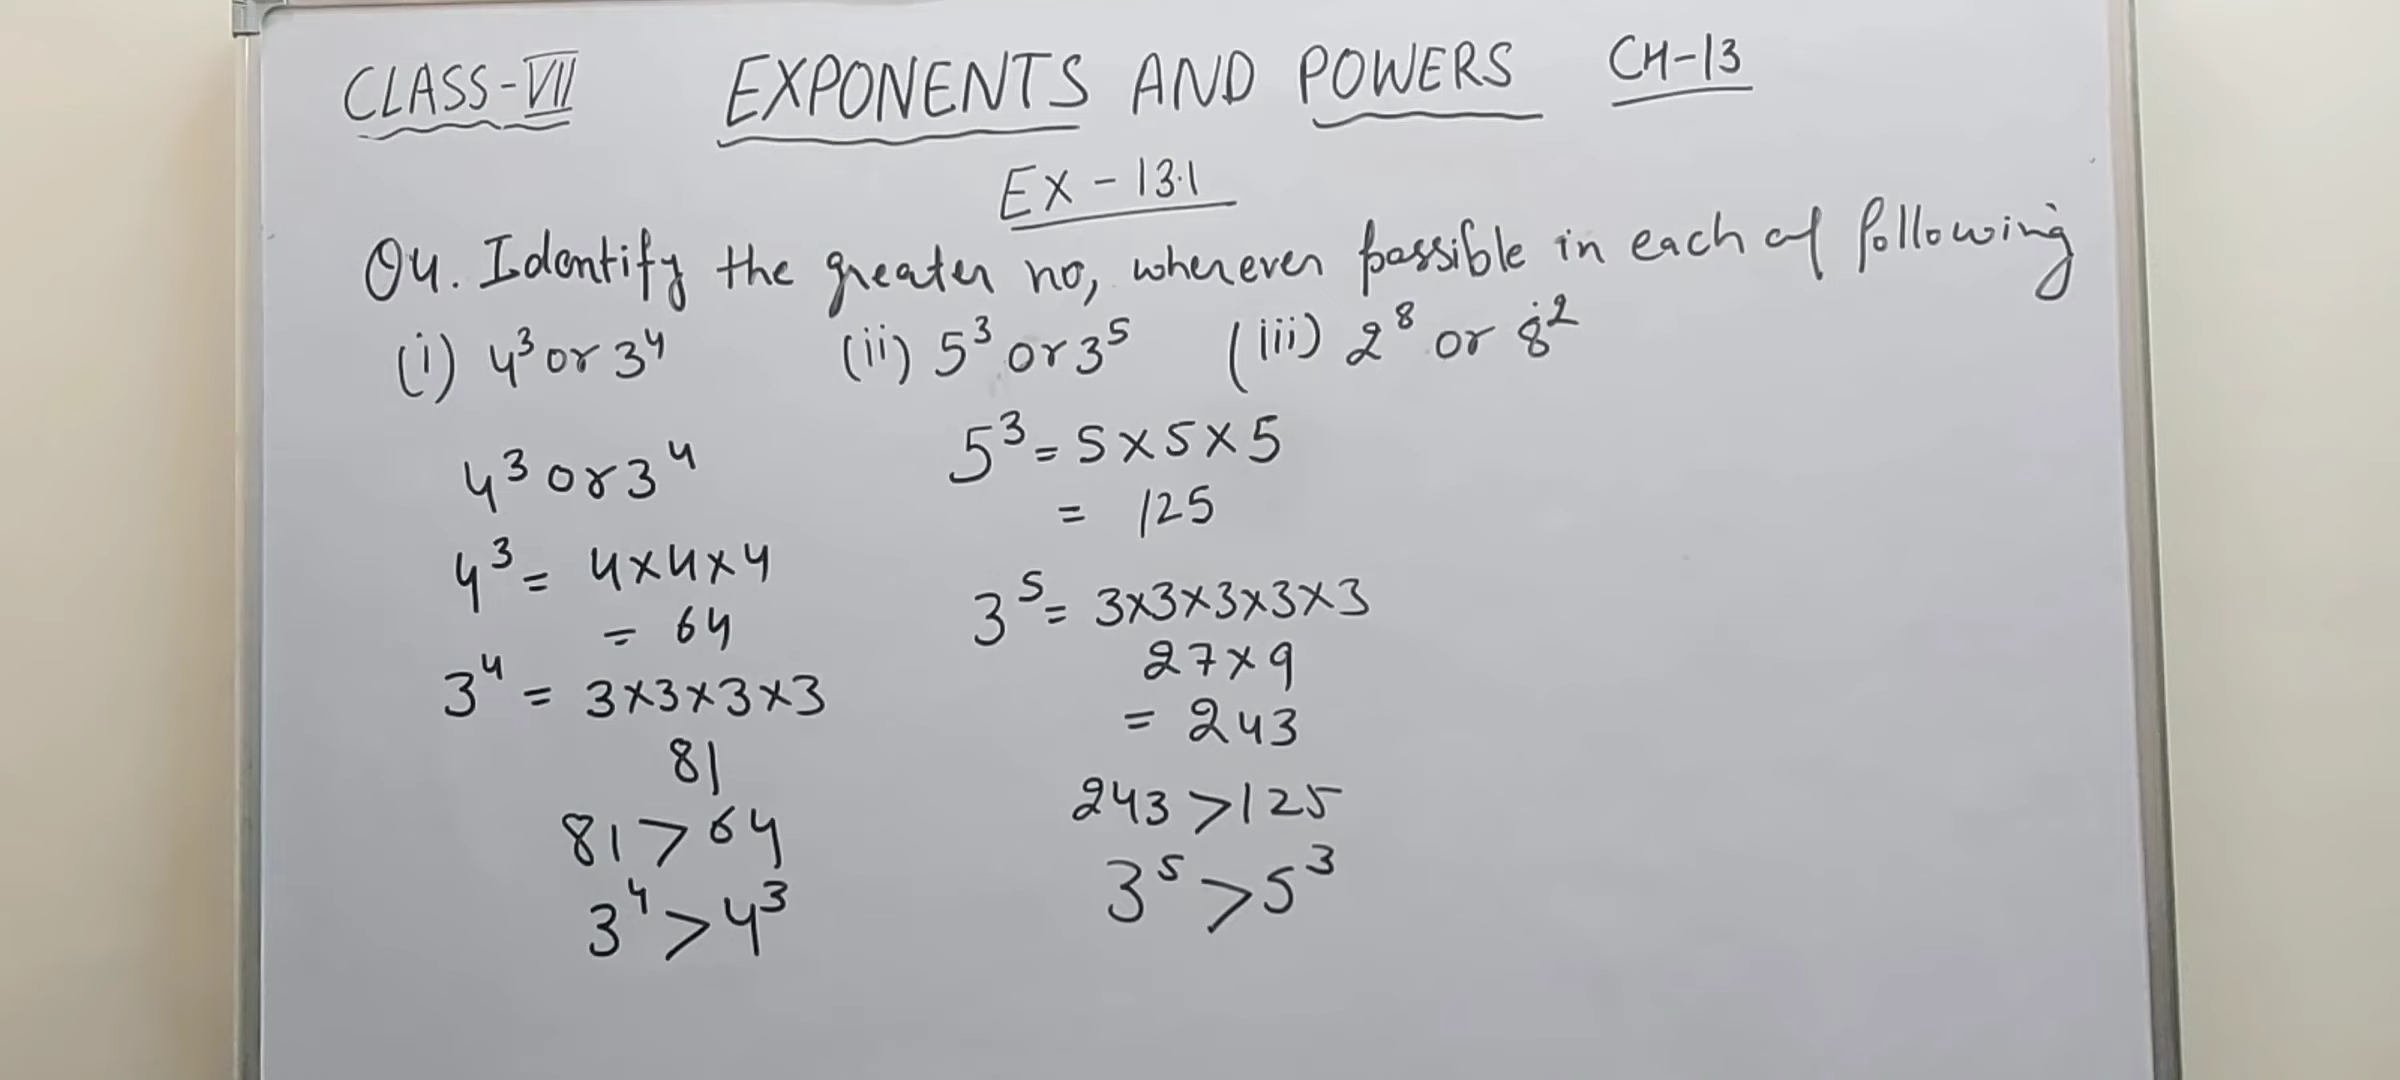 CLASS-VII EXPONENTS AND POWERS CH-13
EX-13.1
Q4. Identify the greater no, wherever possible in each of following
(i) 4³ or 3⁴ (ii) 5³ or 3⁵ (iii) 2⁸ or 8²
4³ or 3⁴
4³ = 4×4×4
= 64
3⁴ = 3×3×3×3
81
81 > 64
3⁴ > 4³
5³ = 5×5×5
= 125
3⁵ = 3×3×3×3×3
27×9
= 243
243 > 125
3⁵ > 5³